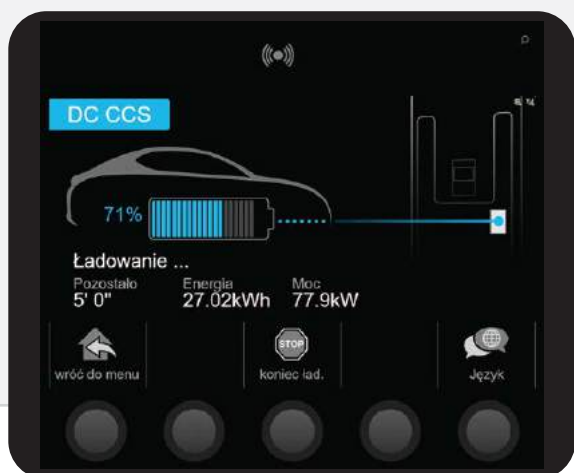 DC CCS
71%
Ładowanie ...
Pozostało Energia Moc
5' 0" 27.02kWh 77.9kW
STOP
wróć do menu koniec ład. Język